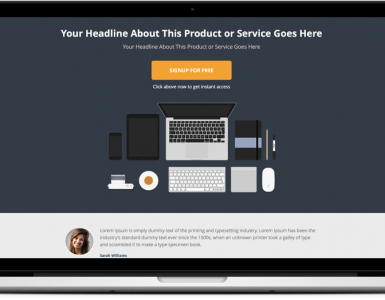 Your Headline About This Product or Service Goes Here
Your Headline About This Product or Service Goes Here
SIGNUP FOR FREE
Click above now to get instant access
Lorem Ipsum is simply dummy text of the printing and typesetting industry. Lorem Ipsum has been the
industry's standard dummy text ever since the 1500s, when an unknown printer took a galley of type
and scrambled it to make a type specimen book.
Sarah Williams